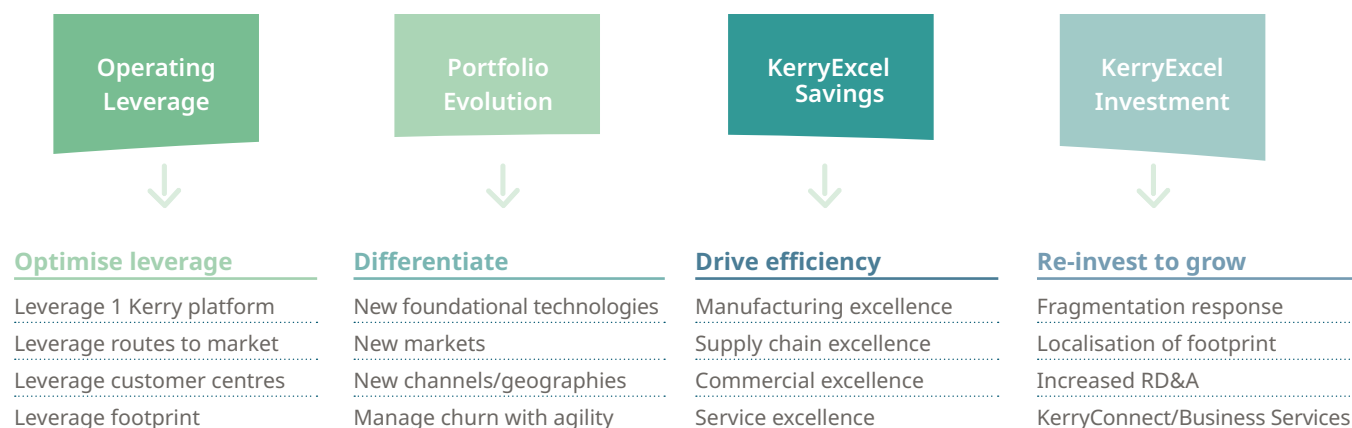 Operating
Leverage
Portfolio
Evolution
KerryExcel
Savings
KerryExcel
Investment
Optimise leverage
Leverage 1 Kerry platform
Leverage routes to market
Leverage customer centres
Leverage footprint
Differentiate
New foundational technologies
New markets
New channels/geographies
Manage churn with agility
Drive efficiency
Manufacturing excellence
Supply chain excellence
Commercial excellence
Service excellence
Re-invest to grow
Fragmentation response
Localisation of footprint
Increased RD&A
KerryConnect/Business Services